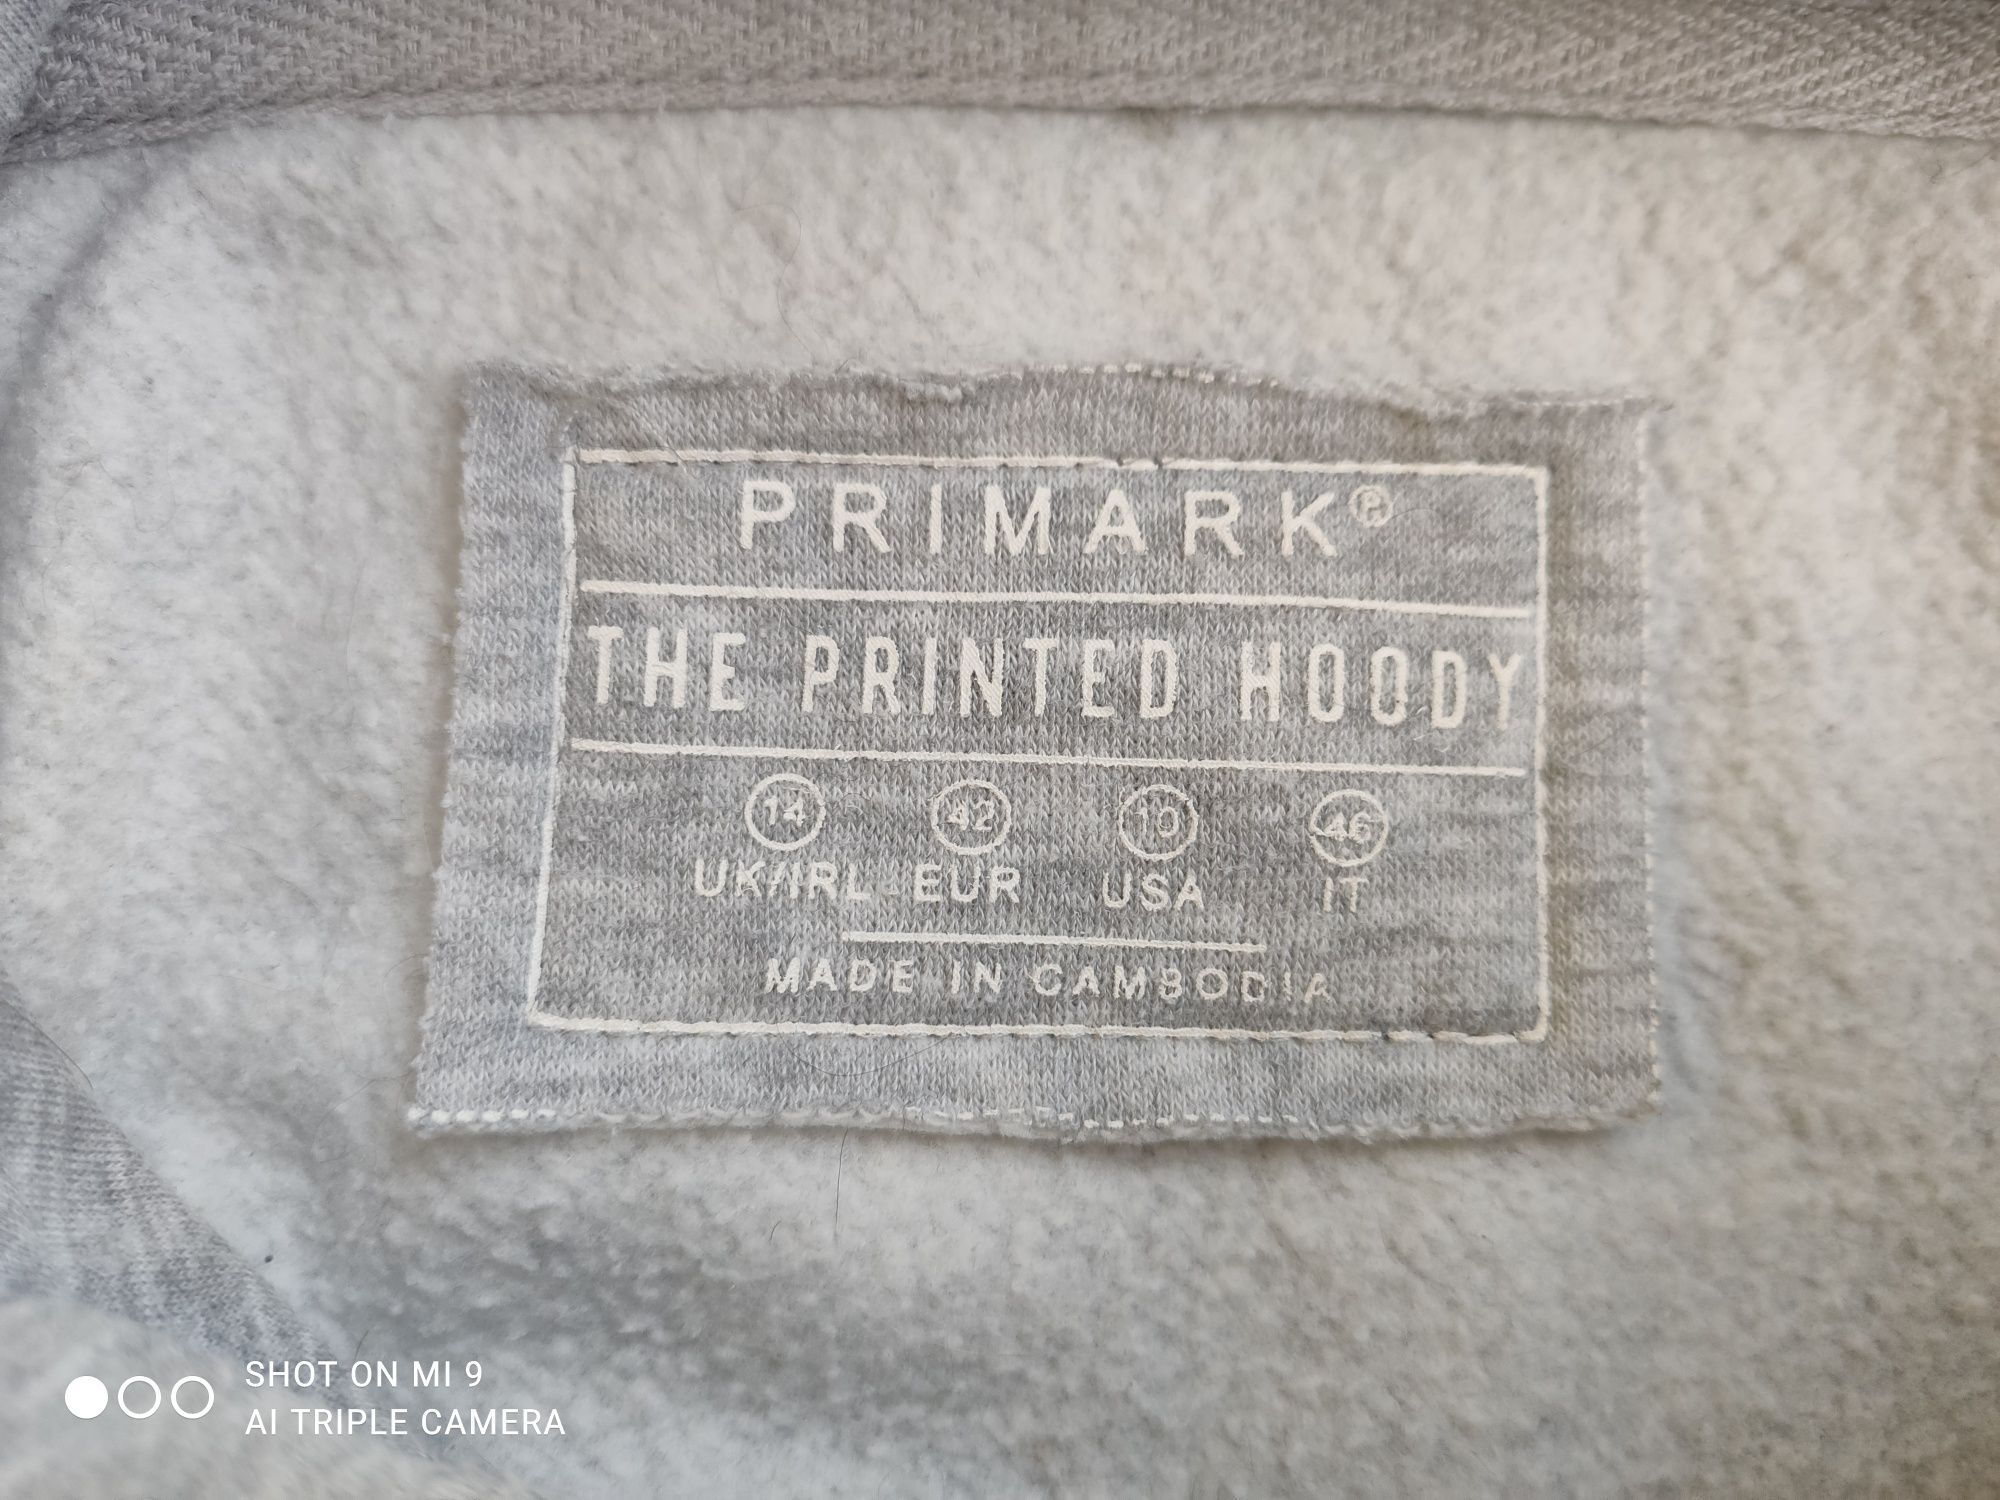 PRIMARK®
THE PRINTED HOODY
14 42 10 46
UK/IRL EUR USA IT
MADE IN CAMBODIA
SHOT ON MI 9
AI TRIPLE CAMERA